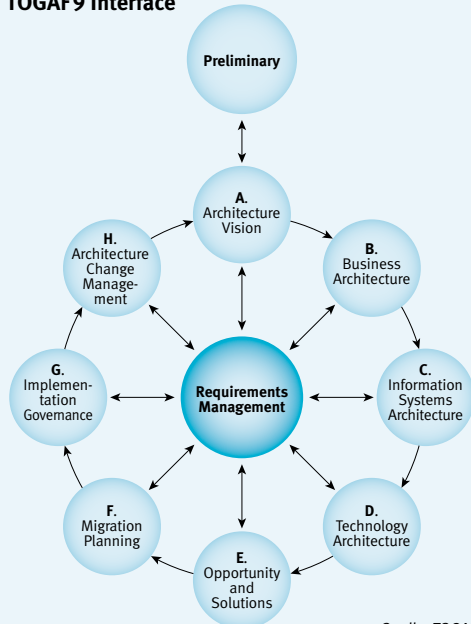 TOGAF 9 Interface
Preliminary
A.
Architecture
Vision
H.
Architecture
Change
Manage-
ment
B.
Business
Architecture
G.
Implemen-
tation
Governance
Requirements
Management
C.
Information
Systems
Architecture
F.
Migration
Planning
D.
Technology
Architecture
E.
Opportunity
and
Solutions